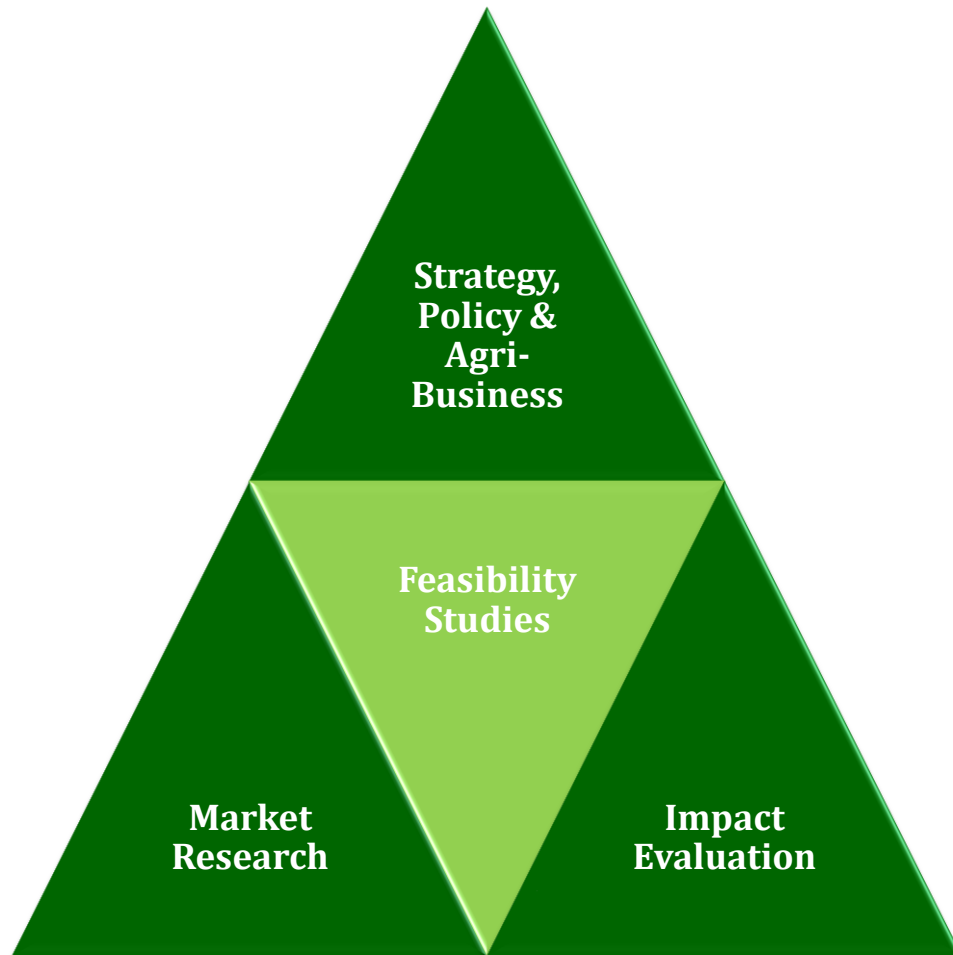 Strategy,
Policy &
Agri-
Business
Feasibility
Studies
Market
Research
Impact
Evaluation